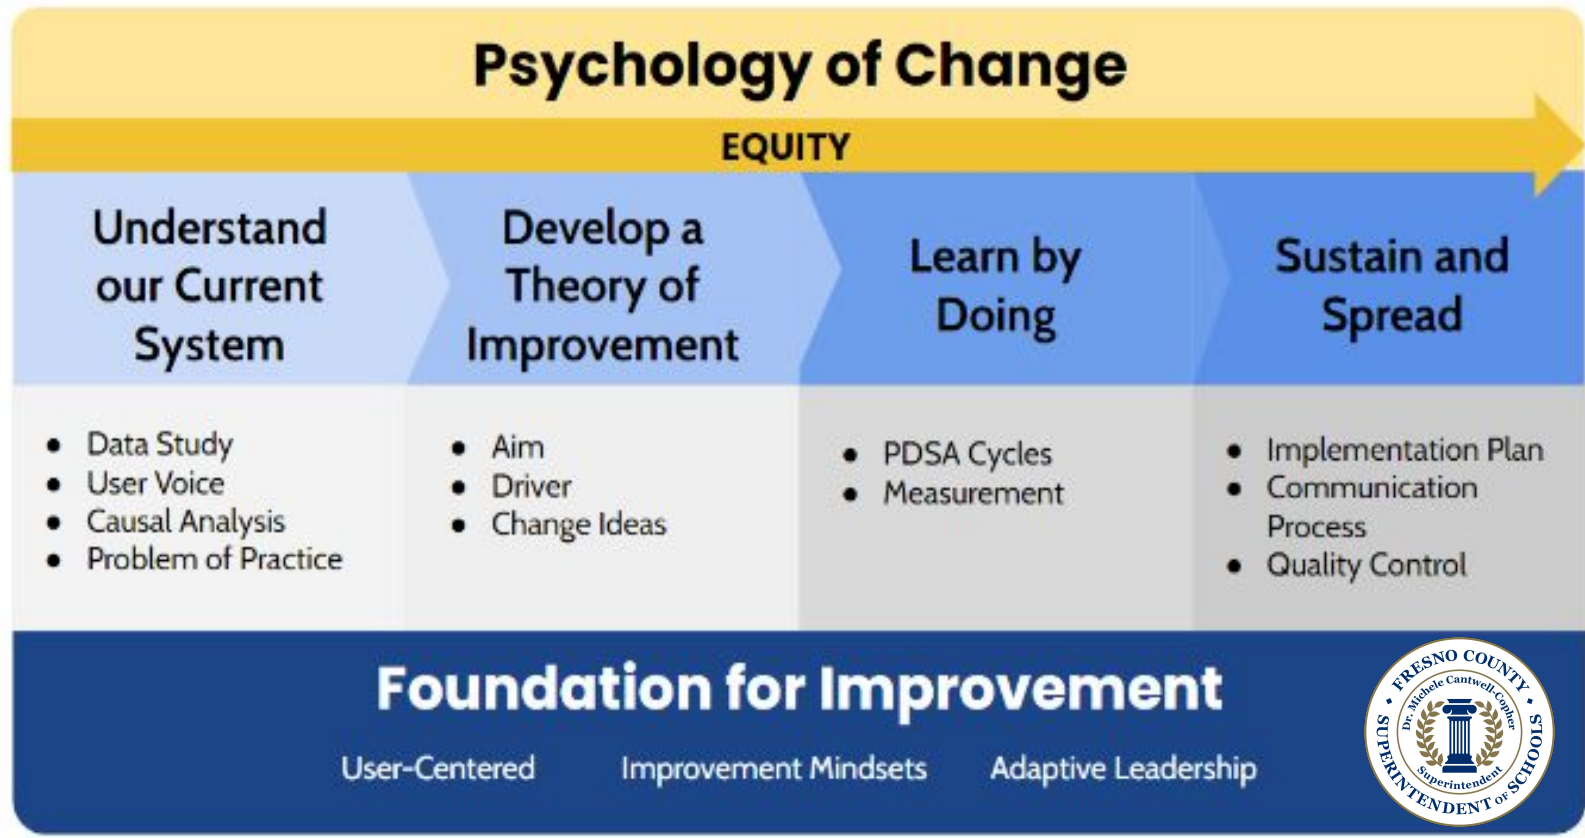 Psychology of Change
EQUITY
Understand
our Current
System
Develop a
Theory of
Improvement
Learn by
Doing
Sustain and
Spread
• Data Study
• User Voice
• Causal Analysis
• Problem of Practice
• Aim
• Driver
• Change Ideas
• PDSA Cycles
• Measurement
• Implementation Plan
• Communication
Process
• Quality Control
Foundation for Improvement
User-Centered Improvement Mindsets Adaptive Leadership
FRESNO COUNTY
SUPERINTENDENT OF SCHOOLS
Dr. Michele Cantwell-Copher
Superintendent